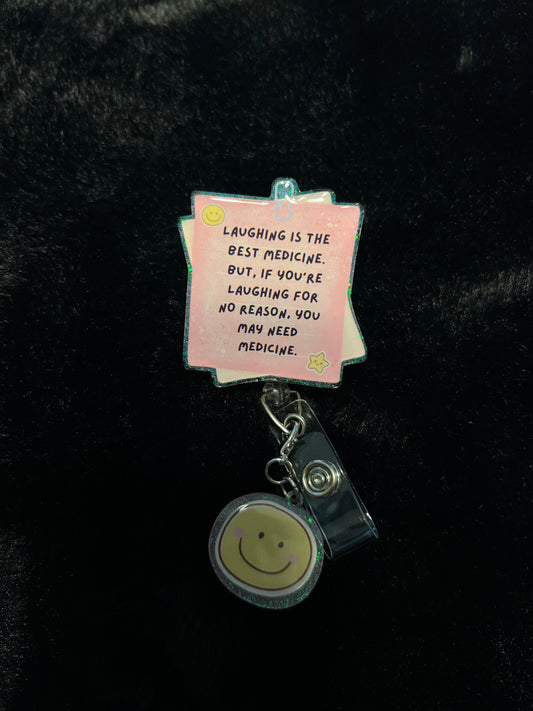 LAUGHING IS THE
BEST MEDICINE.
BUT, IF YOU'RE
LAUGHING FOR
NO REASON, YOU
MAY NEED
MEDICINE.